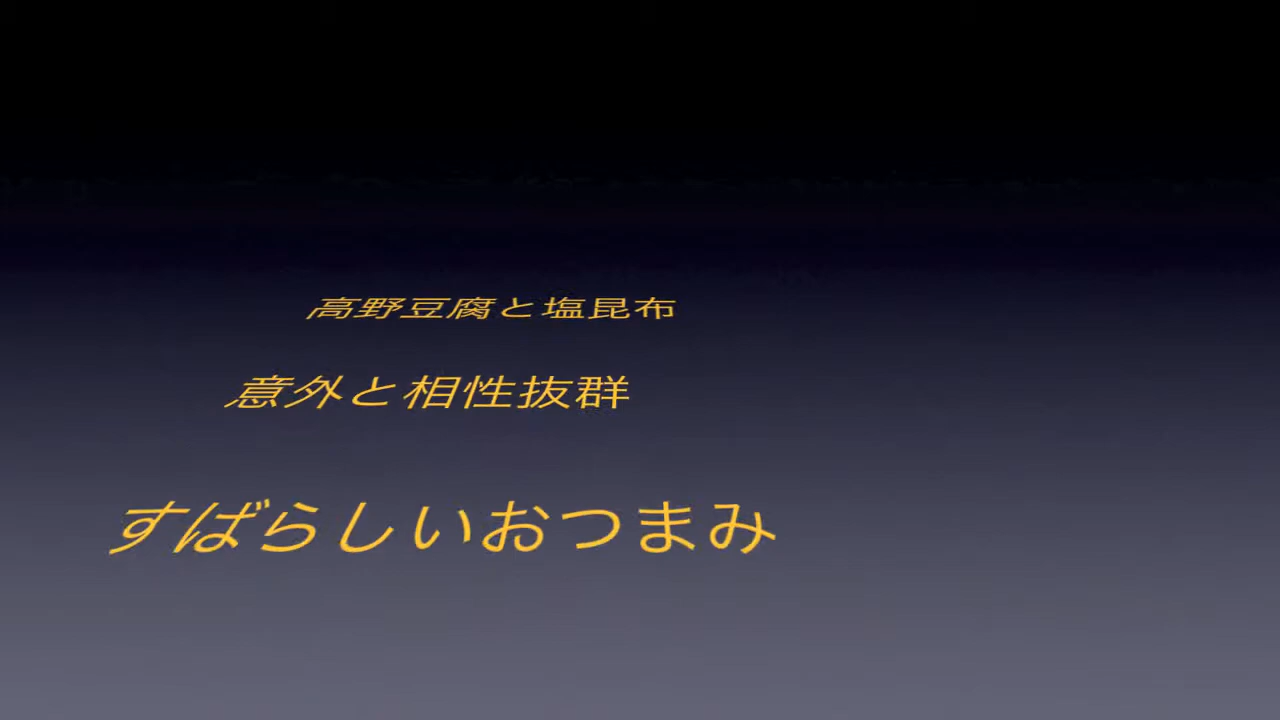 高野豆腐と塩昆布
意外と相性抜群
すばらしいおつまみ